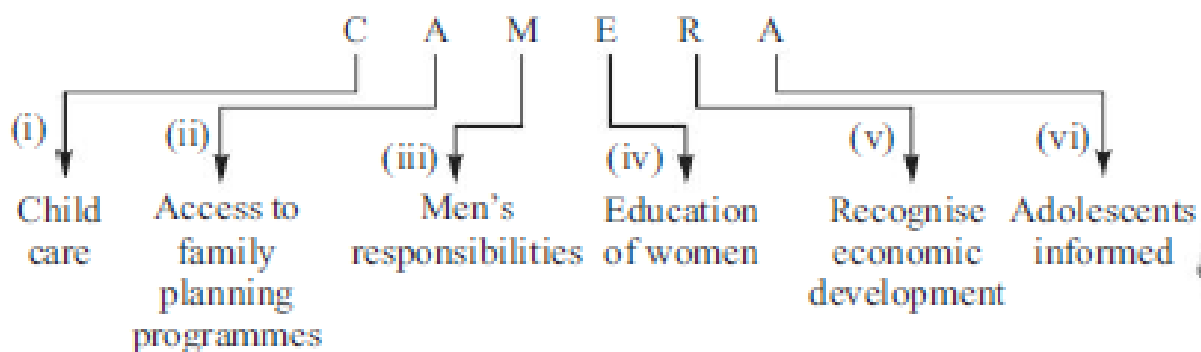 C A M E R A
(i) (ii) (iii) (iv) (v) (vi)
Child
care
Access to
family
planning
programmes
Men's
responsibilities
Education
of women
Recognise
economic
development
Adolescents
informed